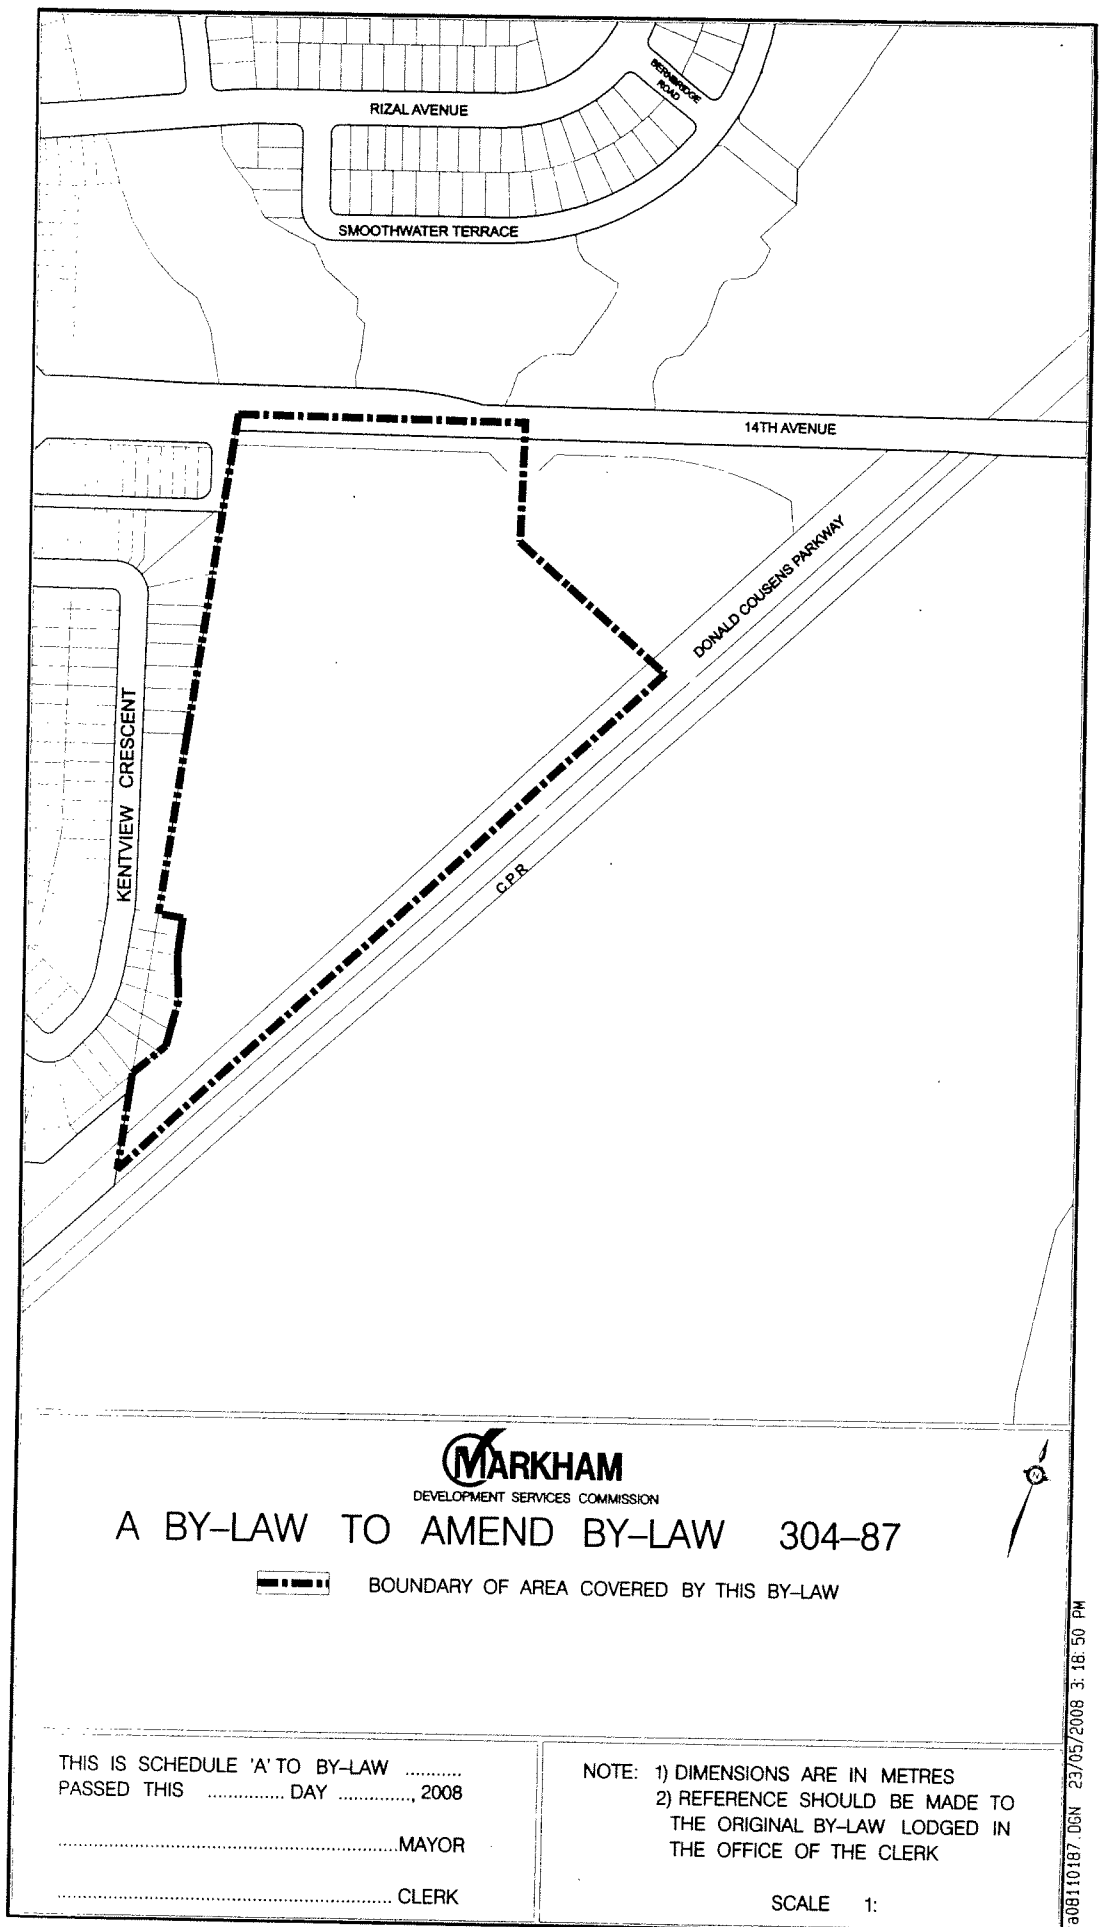 BERNBRIDGE
ROAD
RIZAL AVENUE
SMOOTHWATER TERRACE
14TH AVENUE
DONALD COUSENS PARKWAY
KENTVIEW CRESCENT
C.P.R.
MARKHAM
DEVELOPMENT SERVICES COMMISSION
N
A BY-LAW TO AMEND BY-LAW 304-87
BOUNDARY OF AREA COVERED BY THIS BY-LAW
THIS IS SCHEDULE 'A' TO BY-LAW ...........
PASSED THIS ............... DAY .............., 2008
................................................................MAYOR
................................................................ CLERK
NOTE: 1) DIMENSIONS ARE IN METRES
2) REFERENCE SHOULD BE MADE TO
THE ORIGINAL BY-LAW LODGED IN
THE OFFICE OF THE CLERK
SCALE 1:
a08110187.DGN 23/05/2008 3:18:50 PM